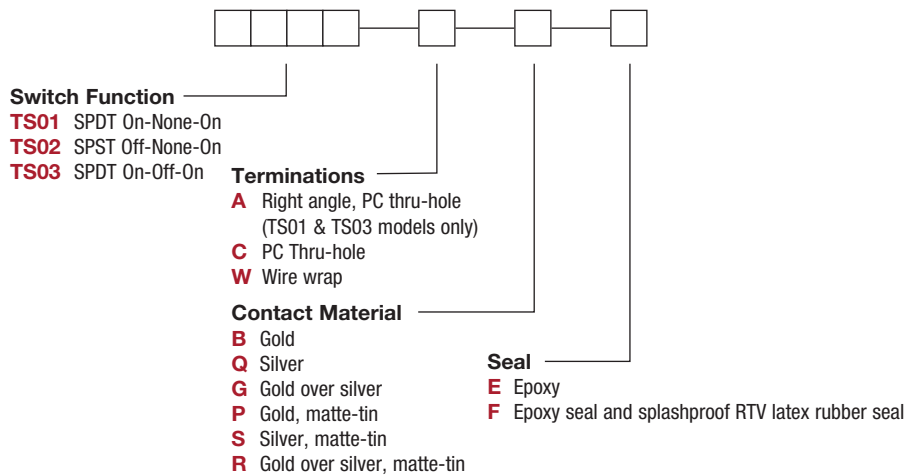 Switch Function
TS01 SPDT On-None-On
TS02 SPST Off-None-On
TS03 SPDT On-Off-On
Terminations
A Right angle, PC thru-hole
(TS01 & TS03 models only)
C PC Thru-hole
W Wire wrap
Contact Material
B Gold
Q Silver
G Gold over silver
P Gold, matte-tin
S Silver, matte-tin
R Gold over silver, matte-tin
Seal
E Epoxy
F Epoxy seal and splashproof RTV latex rubber seal